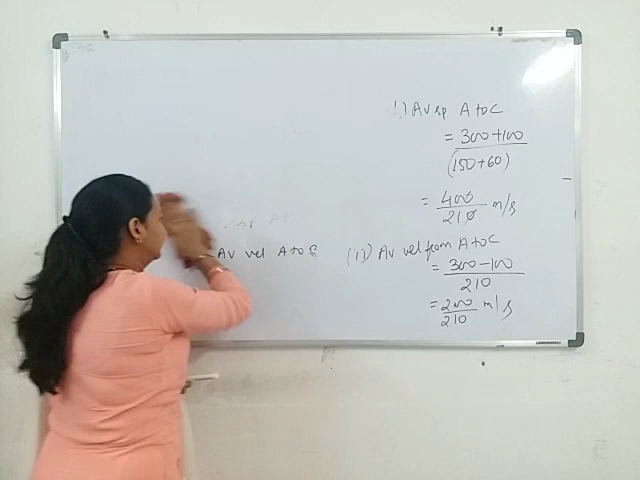 Av vel A to B
i) Av sp A to C
= 300+100
(150+60)
= 400
210 m/s
(ii) Av vel from A to C
= 300-100
210
= 200 m/s
210